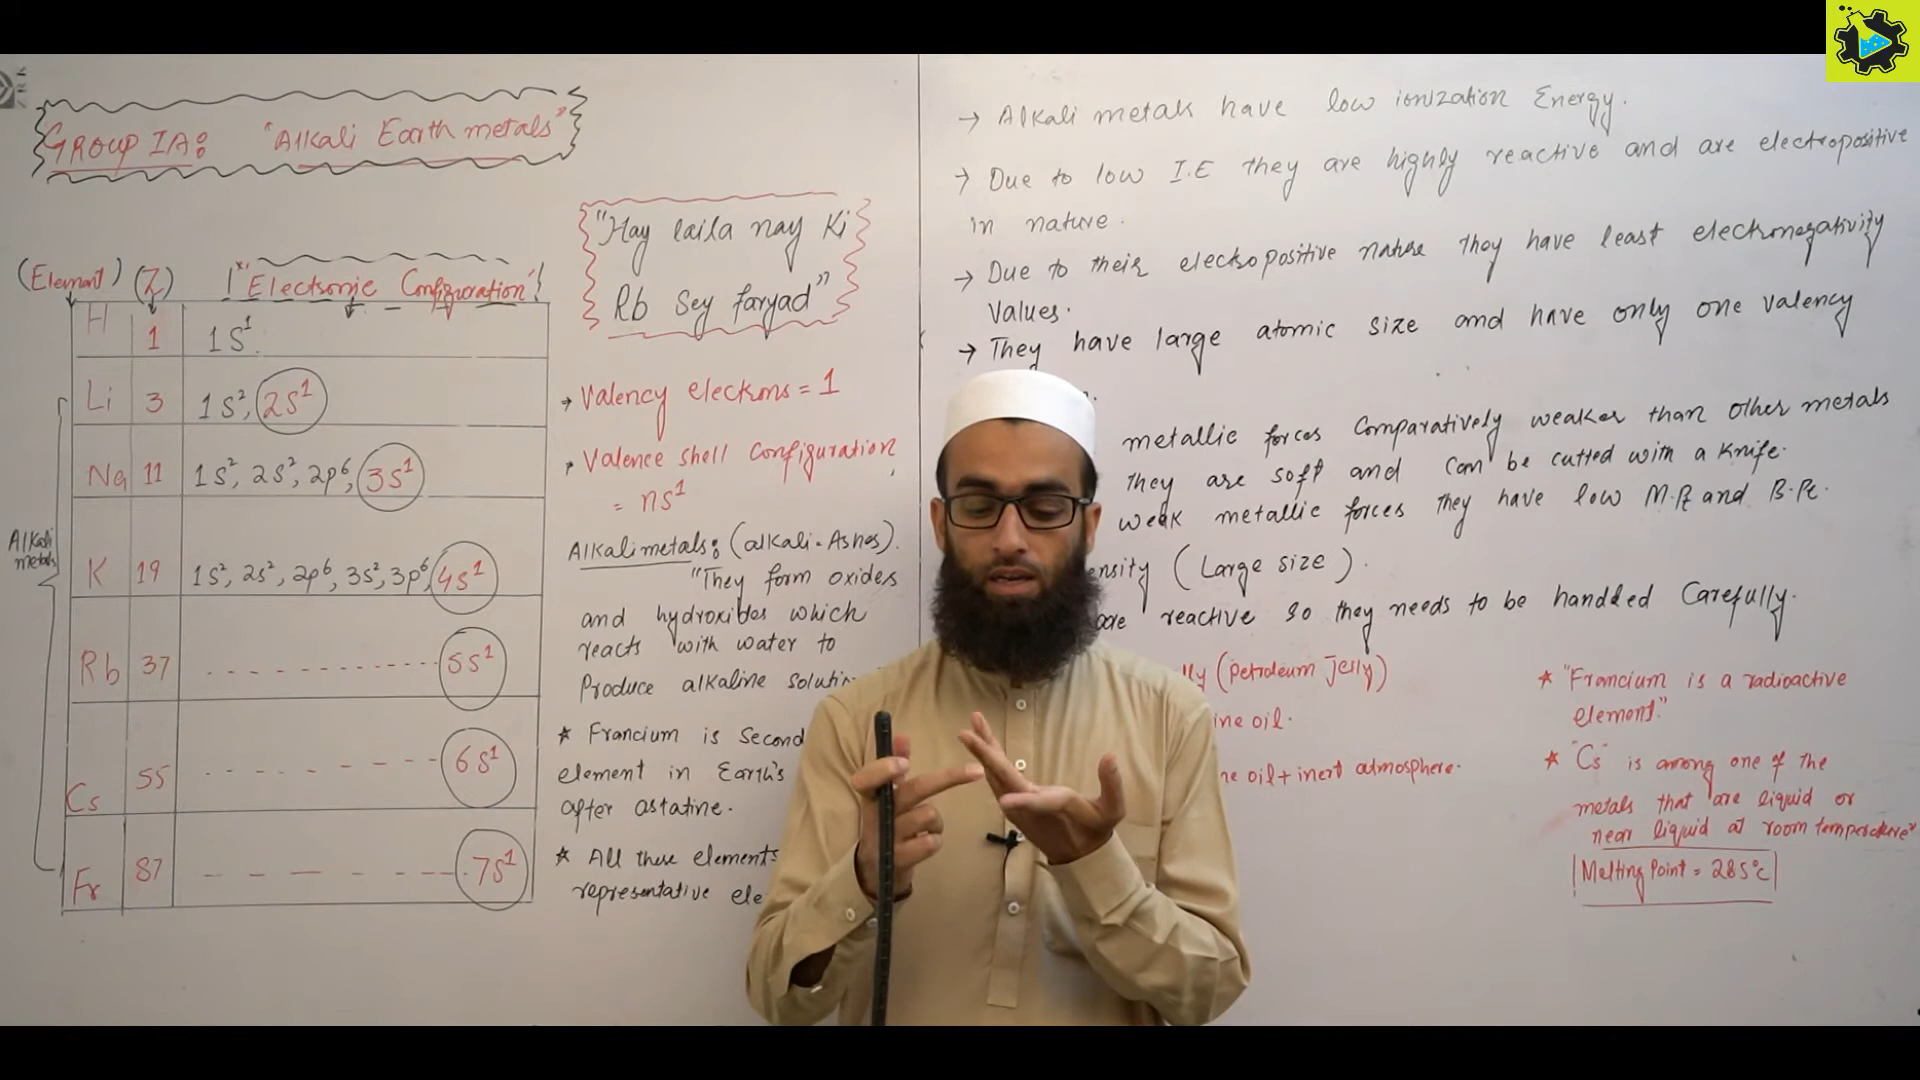 GROUP IA: "Alkali Earth metals"
(Element) (Z) "Electronic Configuration"
H 1 1S¹
Li 3 1S², 2S¹
Na 11 1S², 2S², 2p⁶, 3S¹
K 19 1S², 2S², 2p⁶, 3S², 3p⁶, 4S¹
Rb 37 5S¹
Cs 55 6S¹
Fr 87 7S¹
Alkali
metals
"Hay laila nay Ki
Rb Sey faryad"
→ Valency electrons = 1
→ Valence shell Configuration
= nS¹
Alkali metals: (alkali-Ashes).
"They form oxides
and hydroxides which
reacts with water to
Produce alkaline
★ Francium is Second
element in Earth's
after astatine.
★ All these elements
representative
→ Alkali metals have low ionization Energy.
→ Due to low I.E they are highly reactive and are electropositive
in nature.
→ Due to their electropositive nature they have least electronegativity
Values.
→ They have large atomic size and have only one valency
metallic forces Comparatively weaker than other metals
they are soft and can be cutted with a Knife.
weak metallic forces they have low M.Pt and B.Pt.
(Large size).
reactive so they needs to be handded Carefully.
(Petroleum Jelly)
oil.
oil + inert atmosphere.
★ "Francium is a radioactive
element."
★ "Cs" is among one of the
metals that are liquid or
near liquid at room temperature"
Melting Point = 28.5°C